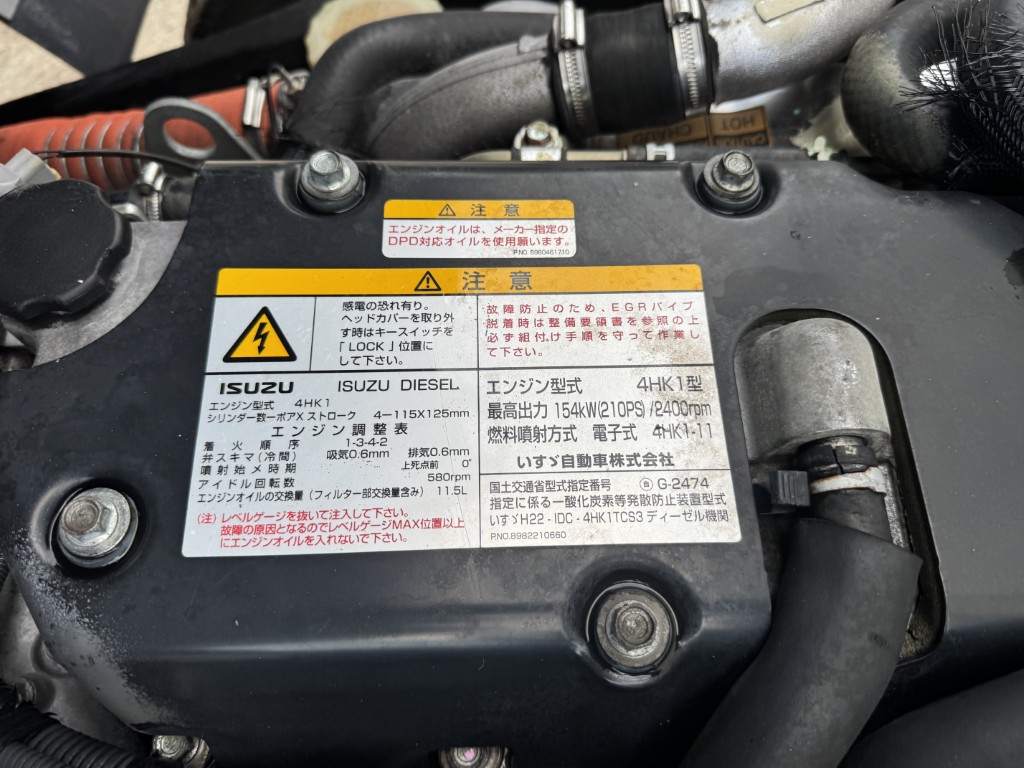 HOT
CHAUD
注意
エンジンオイルは、メーカー指定の
DPD対応オイルを使用願います。
P.NO. 8980461710
注意
感電の恐れ有り。
ヘッドカバーを取り外
す時はキースイッチを
「LOCK」位置に
して下さい。
故障防止のため、EGRパイプ
脱着時は整備要領書を参照の上
必ず組付け手順を守って作業し
て下さい。
ISUZU ISUZU DIESEL
エンジン型式 4HK1
シリンダー数-ボアXストローク 4-115X125mm
エンジン調整表
着火順序 1-3-4-2
弁スキマ(冷間) 吸気0.6mm 排気0.6mm
噴射始メ時期 上死点前 0°
アイドル回転数 580rpm
エンジンオイルの交換量(フィルター部交換量含み) 11.5L
(注) レベルゲージを抜いて注入して下さい。
故障の原因となるのでレベルゲージMAX位置以上
にエンジンオイルを入れないで下さい。
エンジン型式 4HK1型
最高出力 154kW(210PS)/2400rpm
燃料噴射方式 電子式 4HK1-11
いすゞ自動車株式会社
国土交通省型式指定番号 G-2474
指定に係る一酸化炭素等発散防止装置型式
いすゞH22・IDC・4HK1TCS3 ディーゼル機関
P.NO.8982210660